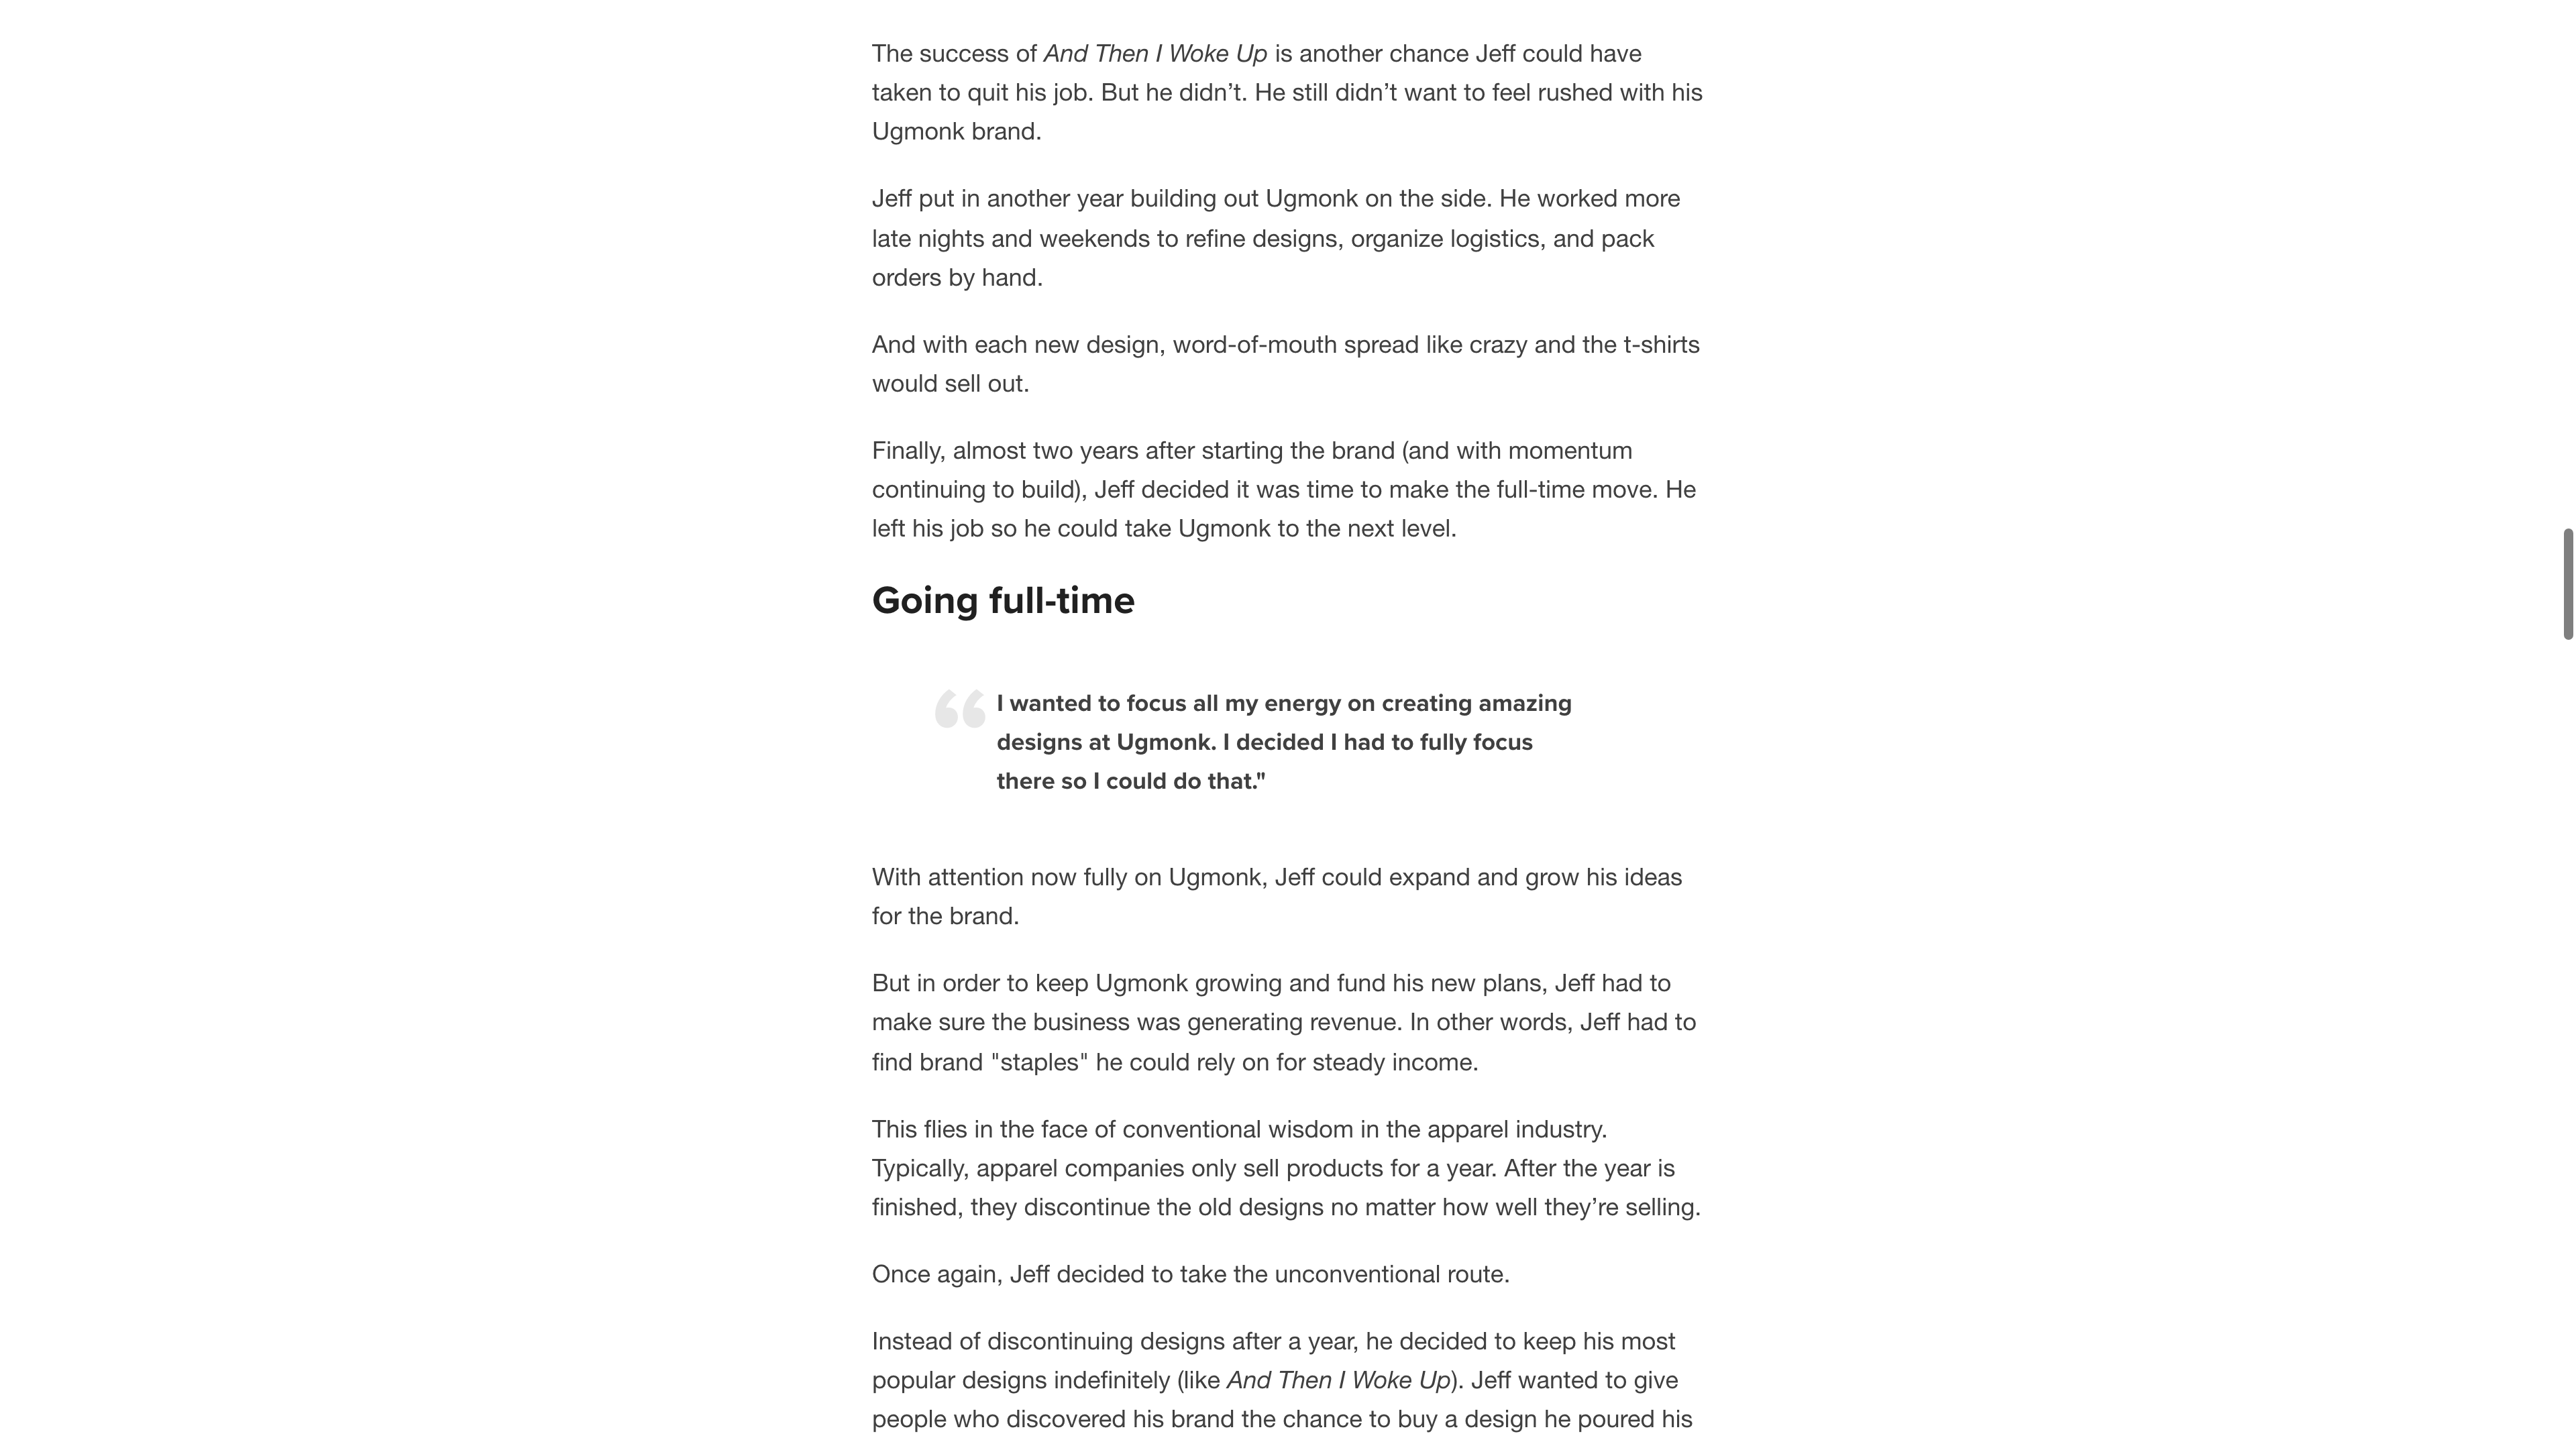 The success of And Then I Woke Up is another chance Jeff could have
taken to quit his job. But he didn’t. He still didn’t want to feel rushed with his
Ugmonk brand.
Jeff put in another year building out Ugmonk on the side. He worked more
late nights and weekends to refine designs, organize logistics, and pack
orders by hand.
And with each new design, word-of-mouth spread like crazy and the t-shirts
would sell out.
Finally, almost two years after starting the brand (and with momentum
continuing to build), Jeff decided it was time to make the full-time move. He
left his job so he could take Ugmonk to the next level.
Going full-time
“I wanted to focus all my energy on creating amazing
designs at Ugmonk. I decided I had to fully focus
there so I could do that."
With attention now fully on Ugmonk, Jeff could expand and grow his ideas
for the brand.
But in order to keep Ugmonk growing and fund his new plans, Jeff had to
make sure the business was generating revenue. In other words, Jeff had to
find brand "staples" he could rely on for steady income.
This flies in the face of conventional wisdom in the apparel industry.
Typically, apparel companies only sell products for a year. After the year is
finished, they discontinue the old designs no matter how well they’re selling.
Once again, Jeff decided to take the unconventional route.
Instead of discontinuing designs after a year, he decided to keep his most
popular designs indefinitely (like And Then I Woke Up). Jeff wanted to give
people who discovered his brand the chance to buy a design he poured his